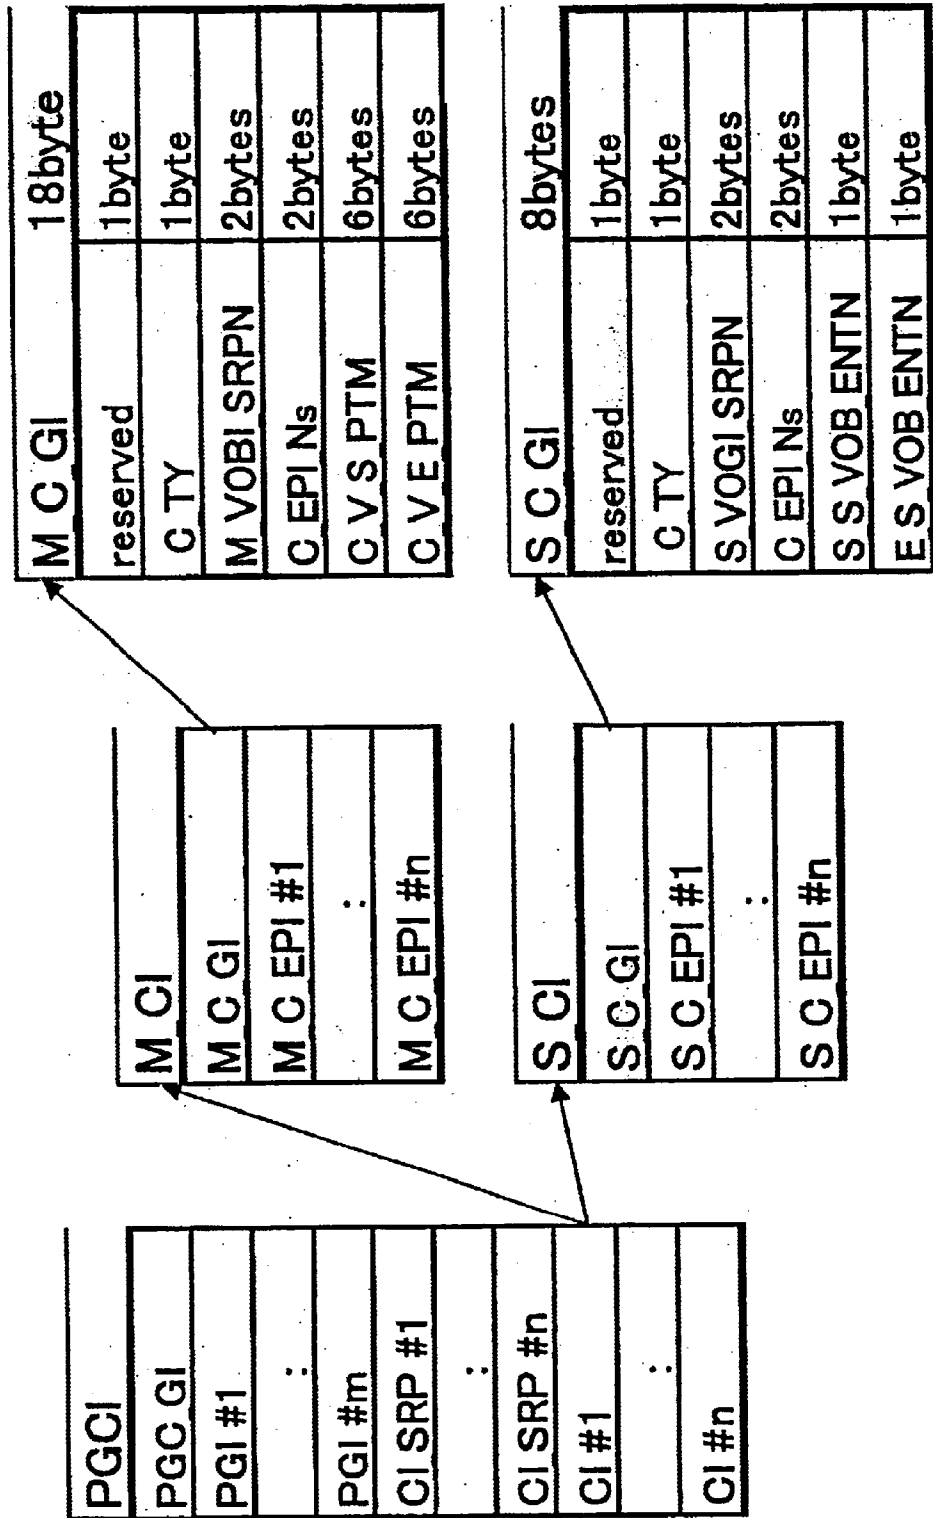 PGCI
PGC GI
PGI #1
:
PGI #m
CI SRP #1
:
CI SRP #n
CI #1
:
CI #n
M CI
M C GI
M C EPI #1
:
M C EPI #n
S CI
S C GI
S C EPI #1
:
S C EPI #n
M C GI 18byte
reserved 1byte
C TY 1byte
M VOBI SRPN 2bytes
C EPI Ns 2bytes
C V S PTM 6bytes
C V E PTM 6bytes
S C GI 8bytes
reserved 1byte
C TY 1byte
S VOGI SRPN 2bytes
C EPI Ns 2bytes
S S VOB ENTN 1byte
E S VOB ENTN 1byte